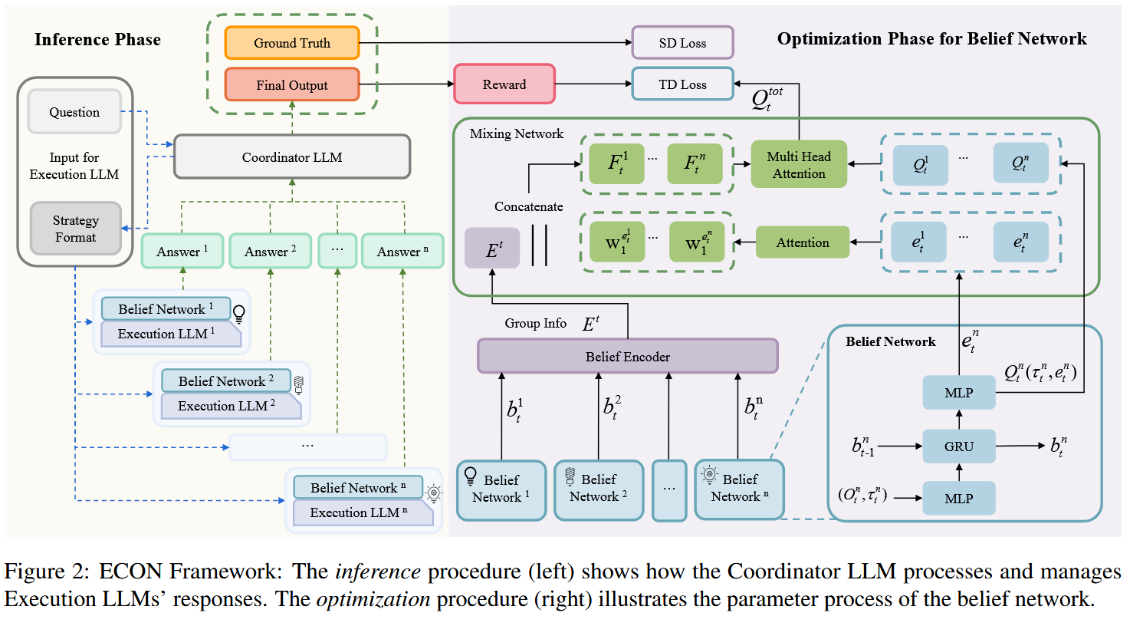 Inference Phase
Ground Truth
Final Output
Question
Input for
Execution LLM
Strategy
Format
Coordinator LLM
Answer 1
Answer 2
...
Answer n
Belief Network 1
Execution LLM 1
Belief Network 2
Execution LLM 2
...
Belief Network n
Execution LLM n
Optimization Phase for Belief Network
SD Loss
Reward
TD Loss
Q_t^{tot}
Mixing Network
F_t^1 ... F_t^n
Multi Head
Attention
Q_t^1 ... Q_t^n
Concatenate
E^t
w_1^{e_t^1} ... w_1^{e_t^n}
Attention
e_t^1 ... e_t^n
Group Info E^t
Belief Encoder
b_t^1
b_t^2
b_t^n
Belief
Network 1
Belief
Network 2
...
Belief
Network n
Belief Network
e_t^n
Q_t^n(τ_t^n, e_t^n)
MLP
b_{t-1}^n
GRU
b_t^n
(O_t^n, τ_t^n)
MLP
Figure 2: ECON Framework: The inference procedure (left) shows how the Coordinator LLM processes and manages
Execution LLMs' responses. The optimization procedure (right) illustrates the parameter process of the belief network.